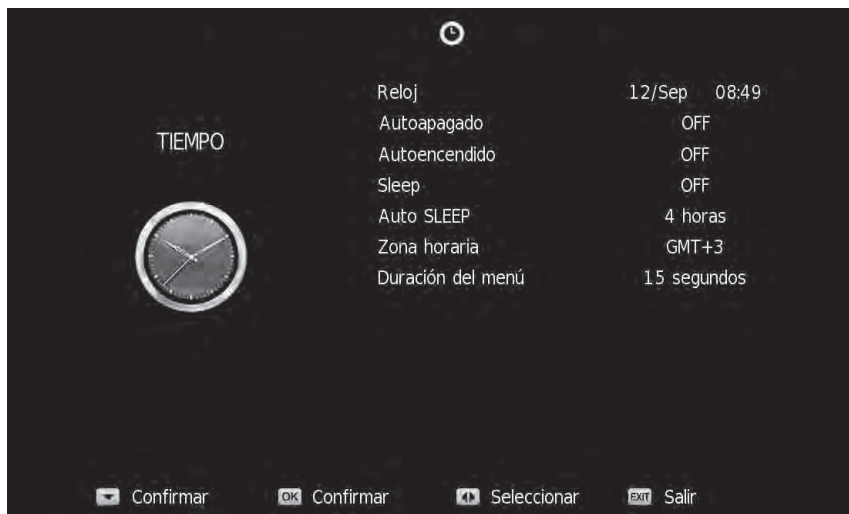 TIEMPO
Reloj 12/Sep 08:49
Autoapagado OFF
Autoencendido OFF
Sleep OFF
Auto SLEEP 4 horas
Zona horaria GMT+3
Duración del menú 15 segundos
Confirmar OK Confirmar Seleccionar EXIT Salir